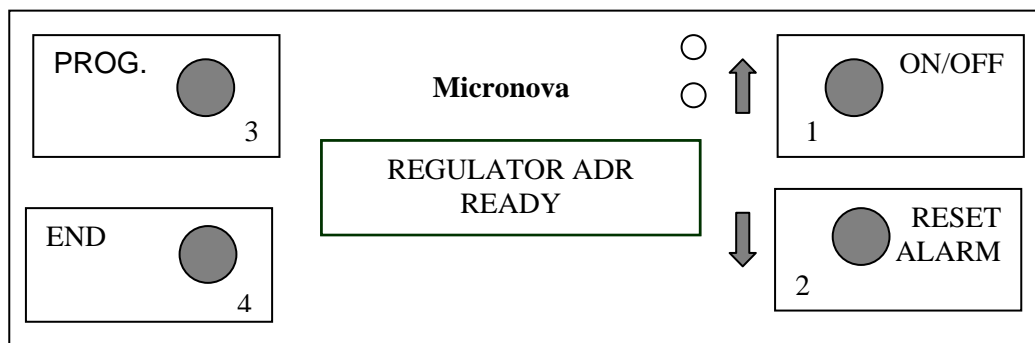 PROG.
3
Micronova
ON/OFF
1
REGULATOR ADR
READY
END
4
RESET
ALARM
2